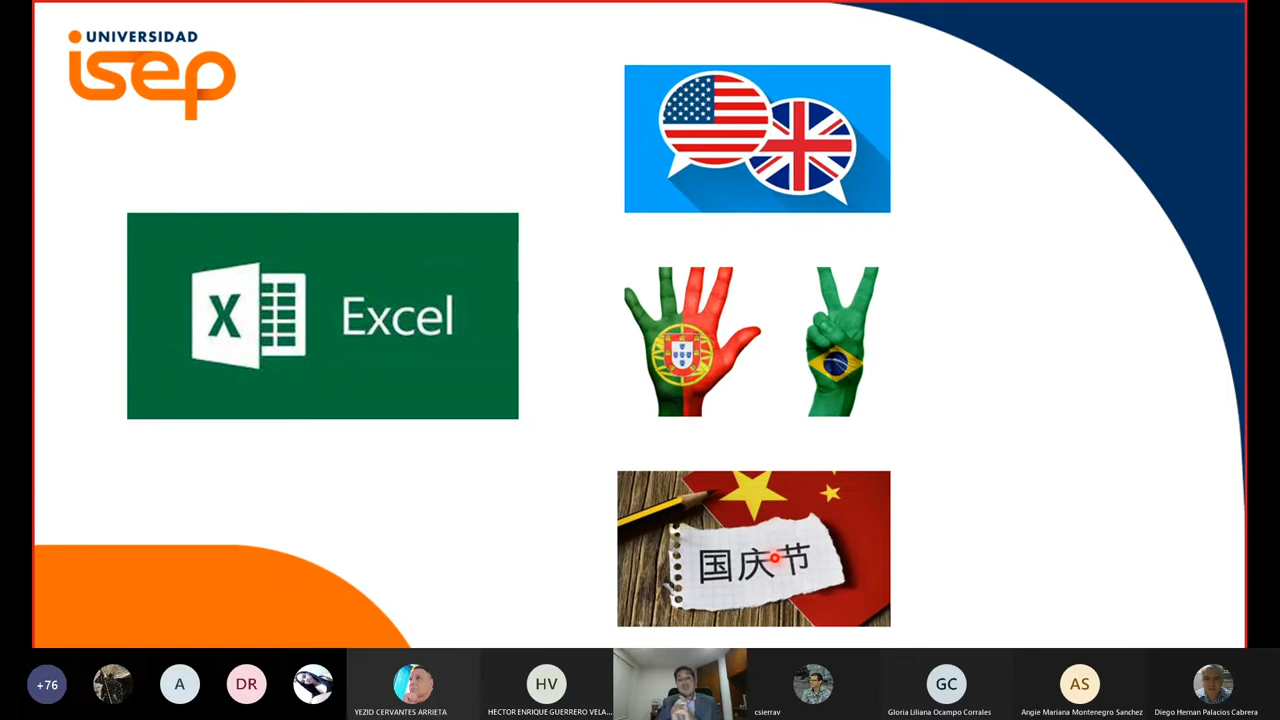 UNIVERSIDAD
isep
Excel
X
国庆节
+76
A
DR
HV
GC
AS
YEZID CERVANTES ARRIETA
HECTOR ENRIQUE GUERRERO VELA...
csierrav
Gloria Liliana Ocampo Corrales
Angie Mariana Montenegro Sanchez
Diego Hernan Palacios Cabrera